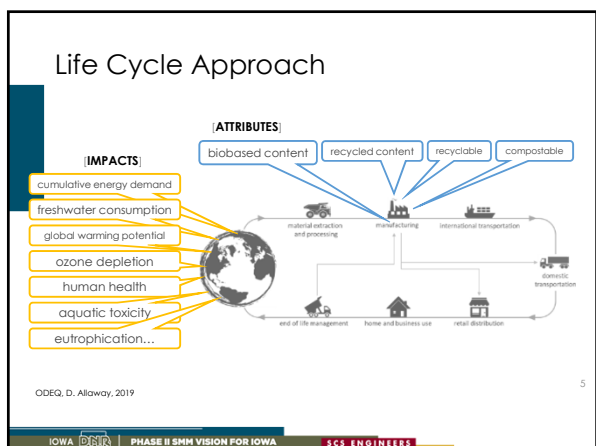 Life Cycle Approach
[ATTRIBUTES]
biobased content
recycled content
recyclable
compostable
[IMPACTS]
cumulative energy demand
freshwater consumption
global warming potential
ozone depletion
human health
aquatic toxicity
eutrophication...
material extraction
and processing
manufacturing
international transportation
domestic
transportation
end of life management
home and business use
retail distribution
ODEQ, D. Allaway, 2019
5
IOWA DNR PHASE II SMM VISION FOR IOWA
SCS ENGINEERS